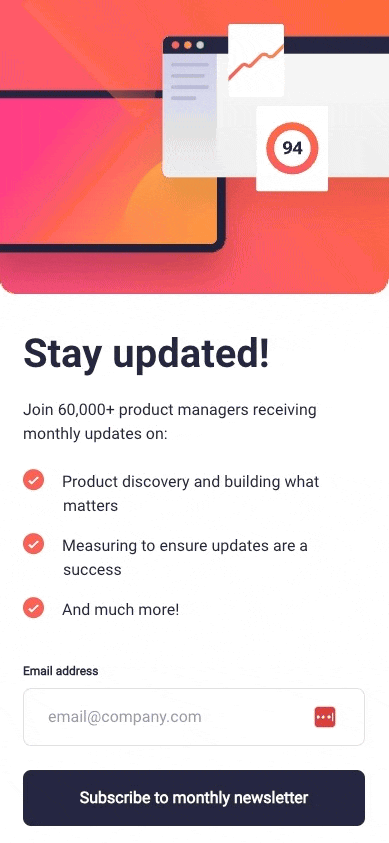 94
Stay updated!
Join 60,000+ product managers receiving
monthly updates on:
Product discovery and building what
matters
Measuring to ensure updates are a
success
And much more!
Email address
email@company.com
Subscribe to monthly newsletter